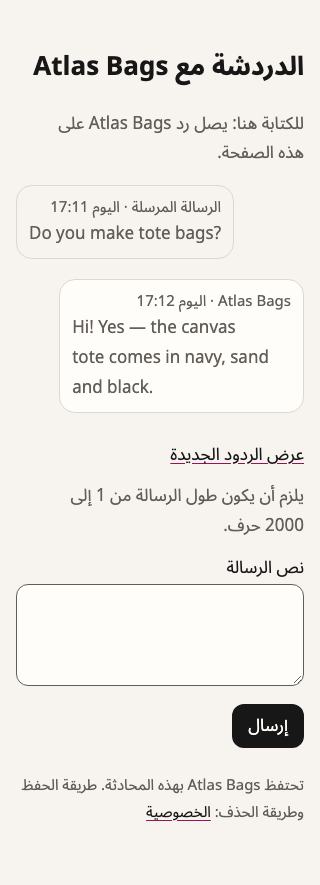 الدردشة مع Atlas Bags
للكتابة هنا: يصل رد Atlas Bags على
هذه الصفحة.
الرسالة المرسلة · اليوم 17:11
Do you make tote bags?
Atlas Bags · اليوم 17:12
Hi! Yes — the canvas
tote comes in navy, sand
and black.
عرض الردود الجديدة
يلزم أن يكون طول الرسالة من 1 إلى
2000 حرف.
نص الرسالة
إرسال
تحتفظ Atlas Bags بهذه المحادثة. طريقة الحفظ
وطريقة الحذف: الخصوصية